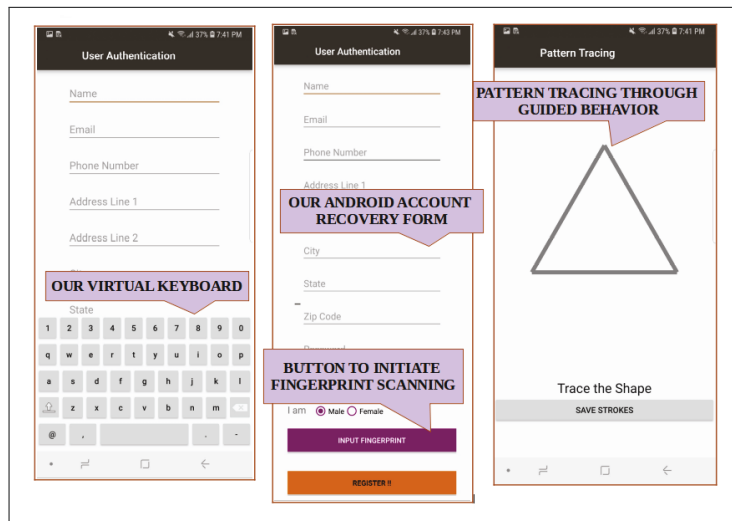 37% 7:41 PM
User Authentication
Name
Email
Phone Number
Address Line 1
Address Line 2
OUR VIRTUAL KEYBOARD
State
1 2 3 4 5 6 7 8 9 0
q w e r t y u i o p
a s d f g h j k l
z x c v b n m
@ , . -
37% 7:43 PM
User Authentication
Name
Email
Phone Number
Address Line 1
OUR ANDROID ACCOUNT
RECOVERY FORM
City
State
Zip Code
BUTTON TO INITIATE
FINGERPRINT SCANNING
I am Male Female
INPUT FINGERPRINT
REGISTER !!
37% 7:41 PM
Pattern Tracing
PATTERN TRACING THROUGH
GUIDED BEHAVIOR
Trace the Shape
SAVE STROKES